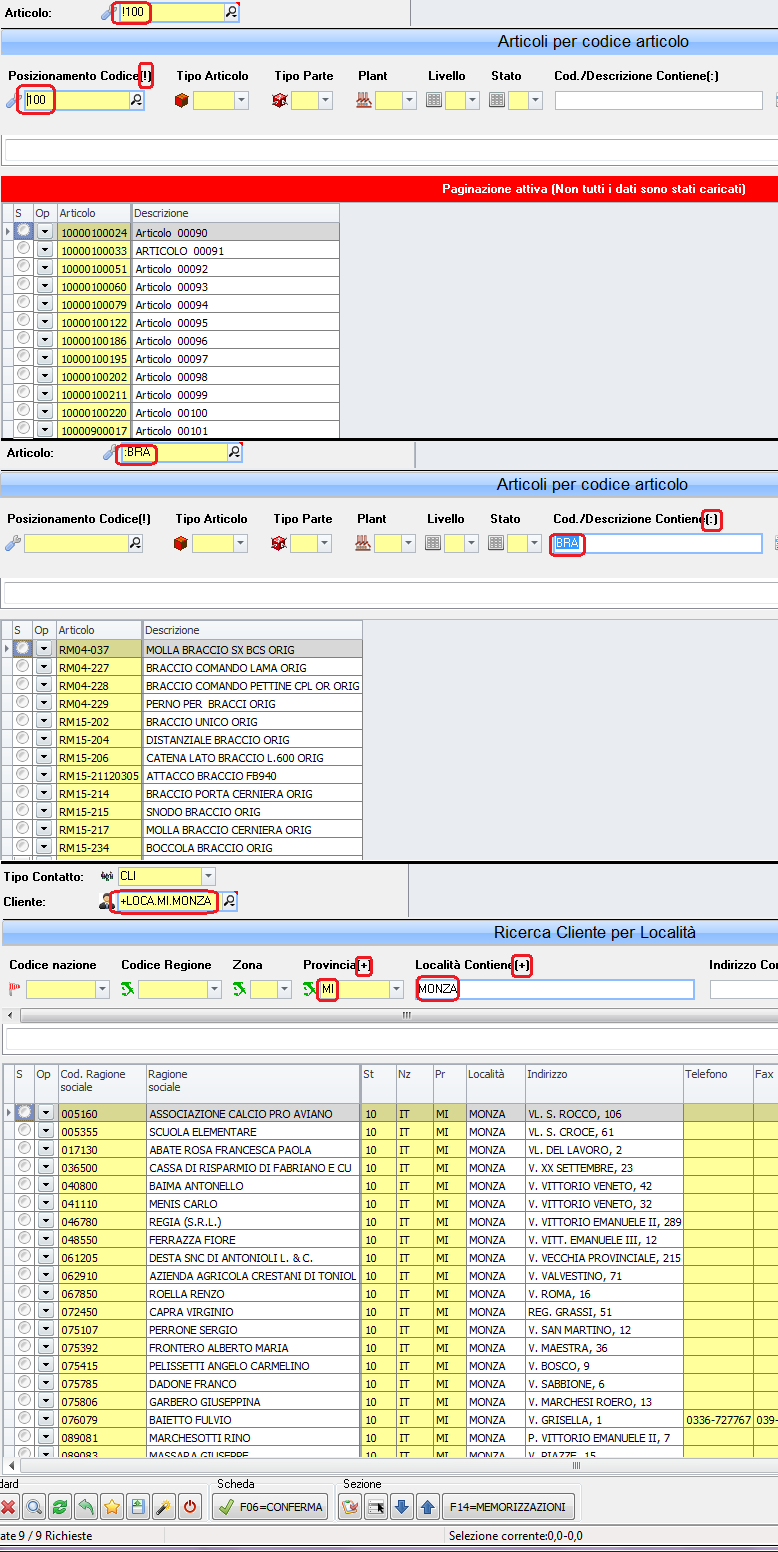 Articolo: !100
Articoli per codice articolo
Posizionamento Codice(!) Tipo Articolo Tipo Parte Plant Livello Stato Cod./Descrizione Contiene(:)
100
Paginazione attiva (Non tutti i dati sono stati caricati)
S Op Articolo Descrizione
10000100024 Articolo 00090
10000100033 ARTICOLO 00091
10000100051 Articolo 00092
10000100060 Articolo 00093
10000100079 Articolo 00094
10000100122 Articolo 00095
10000100186 Articolo 00096
10000100195 Articolo 00097
10000100202 Articolo 00098
10000100211 Articolo 00099
10000100220 Articolo 00100
10000900017 Articolo 00101
Articolo: :BRA
Articoli per codice articolo
Posizionamento Codice(!) Tipo Articolo Tipo Parte Plant Livello Stato Cod./Descrizione Contiene(:)
BRA
S Op Articolo Descrizione
RM04-037 MOLLA BRACCIO SX BCS ORIG
RM04-227 BRACCIO COMANDO LAMA ORIG
RM04-228 BRACCIO COMANDO PETTINE CPL OR ORIG
RM04-229 PERNO PER BRACCI ORIG
RM15-202 BRACCIO UNICO ORIG
RM15-204 DISTANZIALE BRACCIO ORIG
RM15-206 CATENA LATO BRACCIO L.600 ORIG
RM15-21120305 ATTACCO BRACCIO FB940
RM15-214 BRACCIO PORTA CERNIERA ORIG
RM15-215 SNODO BRACCIO ORIG
RM15-217 MOLLA BRACCIO CERNIERA ORIG
RM15-234 BOCCOLA BRACCIO ORIG
Tipo Contatto: CLI
Cliente: +LOCA.MI.MONZA
Ricerca Cliente per Località
Codice nazione Codice Regione Zona Provincia(+) Località Contiene(+) Indirizzo Cor
MI MONZA
S Op Cod. Ragione sociale Ragione sociale St Nz Pr Località Indirizzo Telefono Fax
005160 ASSOCIAZIONE CALCIO PRO AVIANO 10 IT MI MONZA VL. S. ROCCO, 106
005355 SCUOLA ELEMENTARE 10 IT MI MONZA VL. S. CROCE, 61
017130 ABATE ROSA FRANCESCA PAOLA 10 IT MI MONZA VL. DEL LAVORO, 2
036500 CASSA DI RISPARMIO DI FABRIANO E CU 10 IT MI MONZA V. XX SETTEMBRE, 23
040800 BAIMA ANTONELLO 10 IT MI MONZA V. VITTORIO VENETO, 42
041110 MENIS CARLO 10 IT MI MONZA V. VITTORIO VENETO, 32
046780 REGIA (S.R.L.) 10 IT MI MONZA V. VITTORIO EMANUELE II, 289
048550 FERRAZZA FIORE 10 IT MI MONZA V. VITT. EMANUELE III, 12
061205 DESTA SNC DI ANTONIOLI L. & C. 10 IT MI MONZA V. VECCHIA PROVINCIALE, 215
062910 AZIENDA AGRICOLA CRESTANI DI TONIOL 10 IT MI MONZA V. VALVESTINO, 71
067850 ROELLA RENZO 10 IT MI MONZA V. ROMA, 16
072450 CAPRA VIRGINIO 10 IT MI MONZA REG. GRASSI, 51
075107 PERRONE SERGIO 10 IT MI MONZA V. SAN MARTINO, 12
075392 FRONTERO ALBERTO MARIA 10 IT MI MONZA V. MAESTRA, 36
075415 PELISSETTI ANGELO CARMELINO 10 IT MI MONZA V. BOSCO, 9
075785 DADONE FRANCO 10 IT MI MONZA V. SABBIONE, 6
075806 GARBERO GIUSEPPINA 10 IT MI MONZA V. MARCHESI ROERO, 13
076079 BAIETTO FULVIO 10 IT MI MONZA V. GRISELLA, 1 0336-727767 039-
089081 MARCHESOTTI RINO 10 IT MI MONZA P. VITTORIO EMANUELE II, 7
089083 MASSARA GIUSEPPE 10 IT MI MONZA V. PIAZZE, 15
dard Scheda Sezione
F06=CONFERMA F14=MEMORIZZAZIONI
ate 9 / 9 Richieste Selezione corrente:0,0-0,0